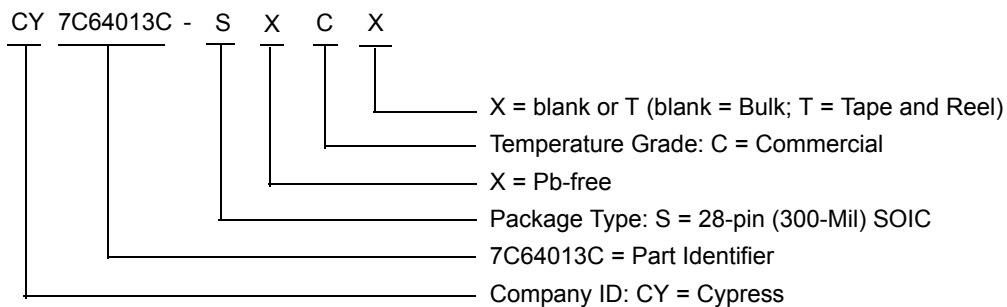 CY 7C64013C - S X C X
X = blank or T (blank = Bulk; T = Tape and Reel)
Temperature Grade: C = Commercial
X = Pb-free
Package Type: S = 28-pin (300-Mil) SOIC
7C64013C = Part Identifier
Company ID: CY = Cypress